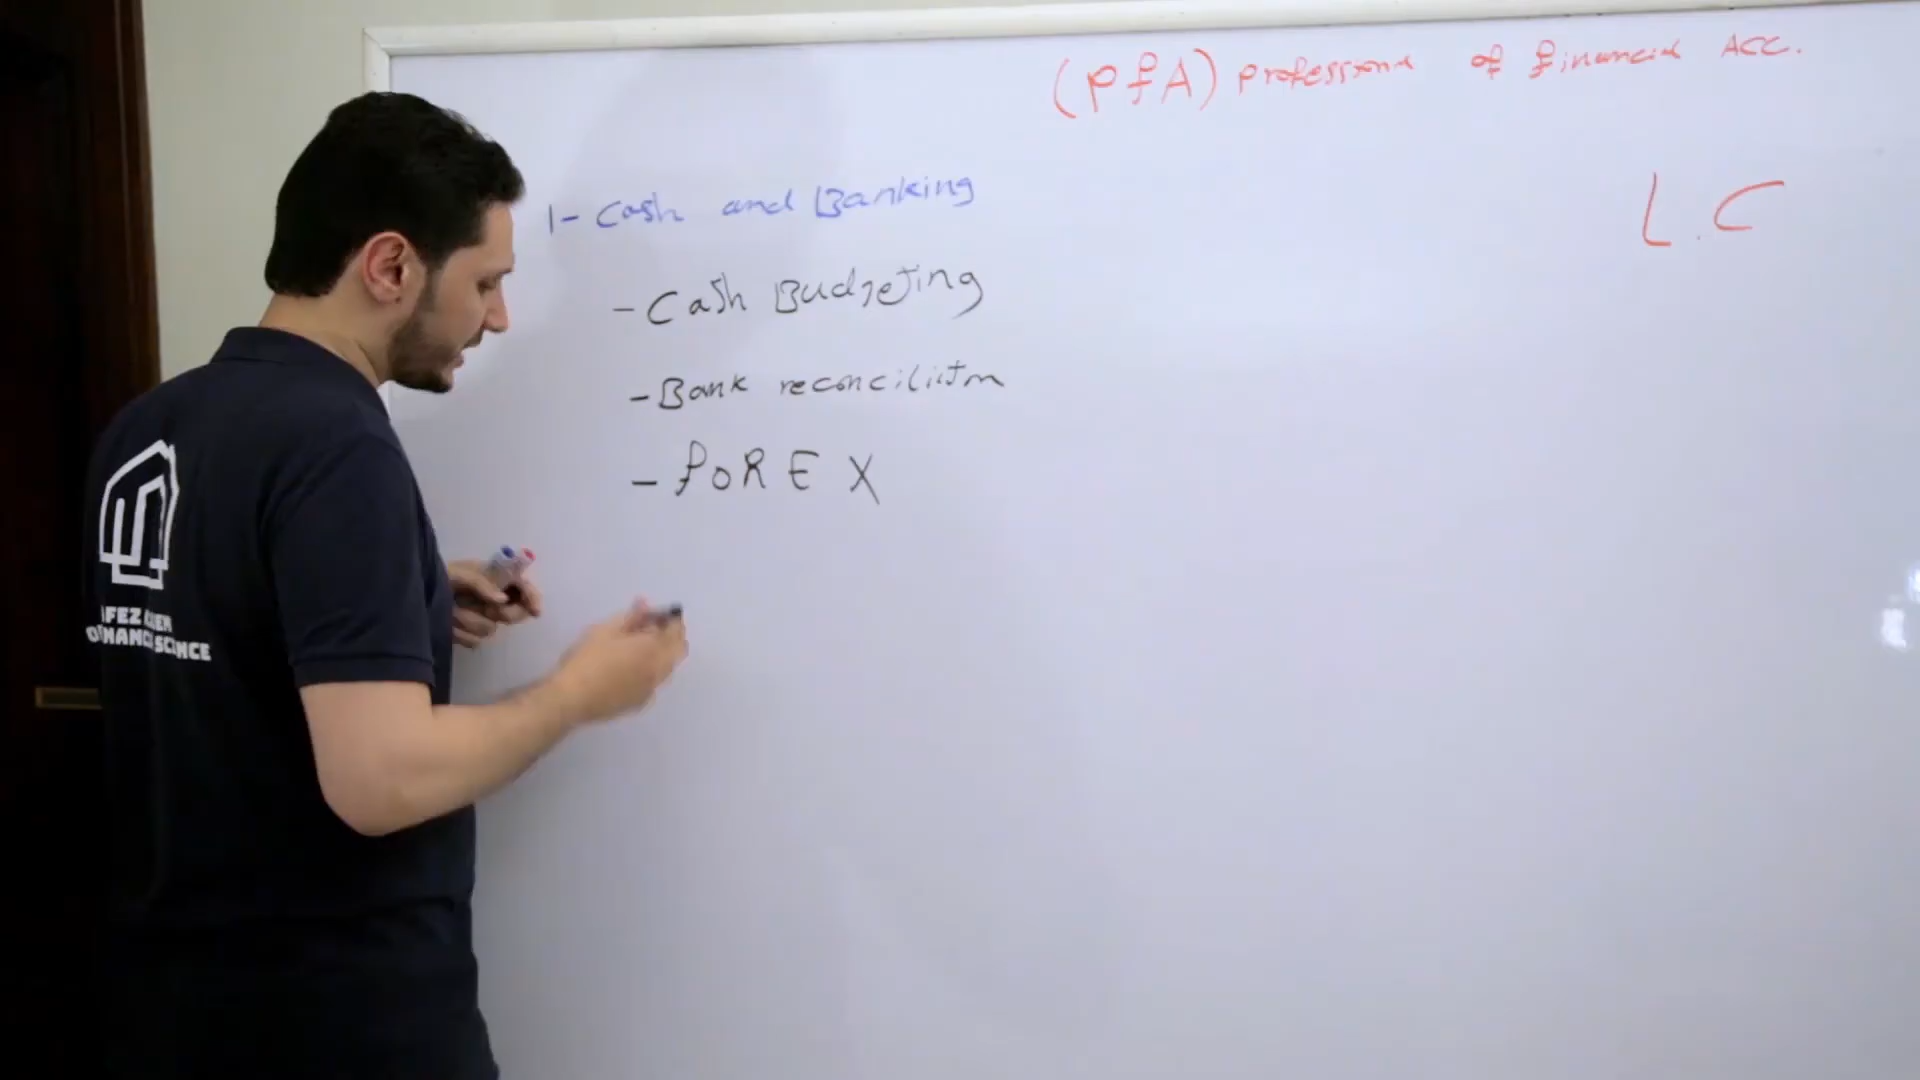 (PfA) professional of financial Acc.
L.C
1- Cash and Banking
- Cash Budgeting
- Bank reconciliation
- FOREX